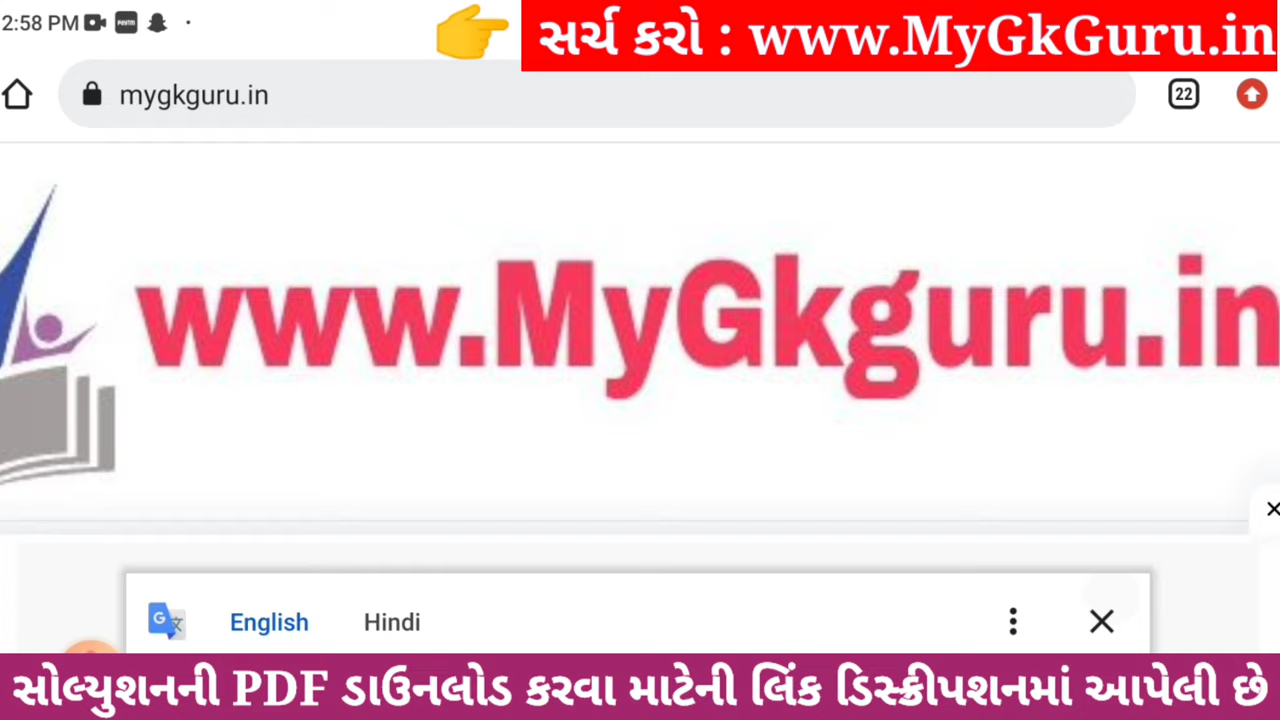 2:58 PM
સર્ચ કરો : www.MyGkGuru.in
mygkguru.in
22
www.MyGkguru.in
English Hindi
સોલ્યુશનની PDF ડાઉનલોડ કરવા માટેની લિંક ડિસ્ક્રીપશનમાં આપેલી છે